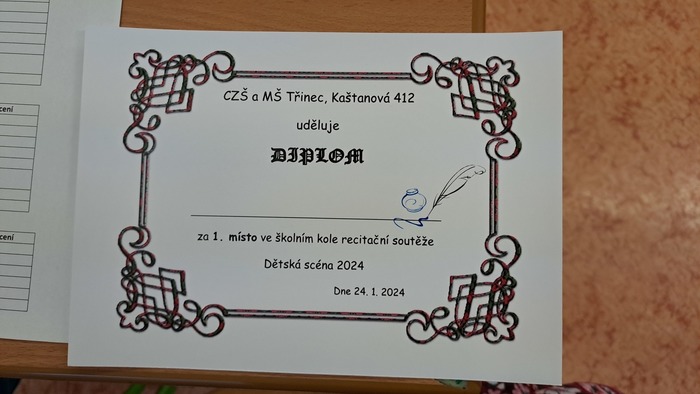 CZŠ a MŠ Třinec, Kaštanová 412
uděluje
DIPLOM
za 1. místo ve školním kole recitační soutěže
Dětská scéna 2024
Dne 24. 1. 2024